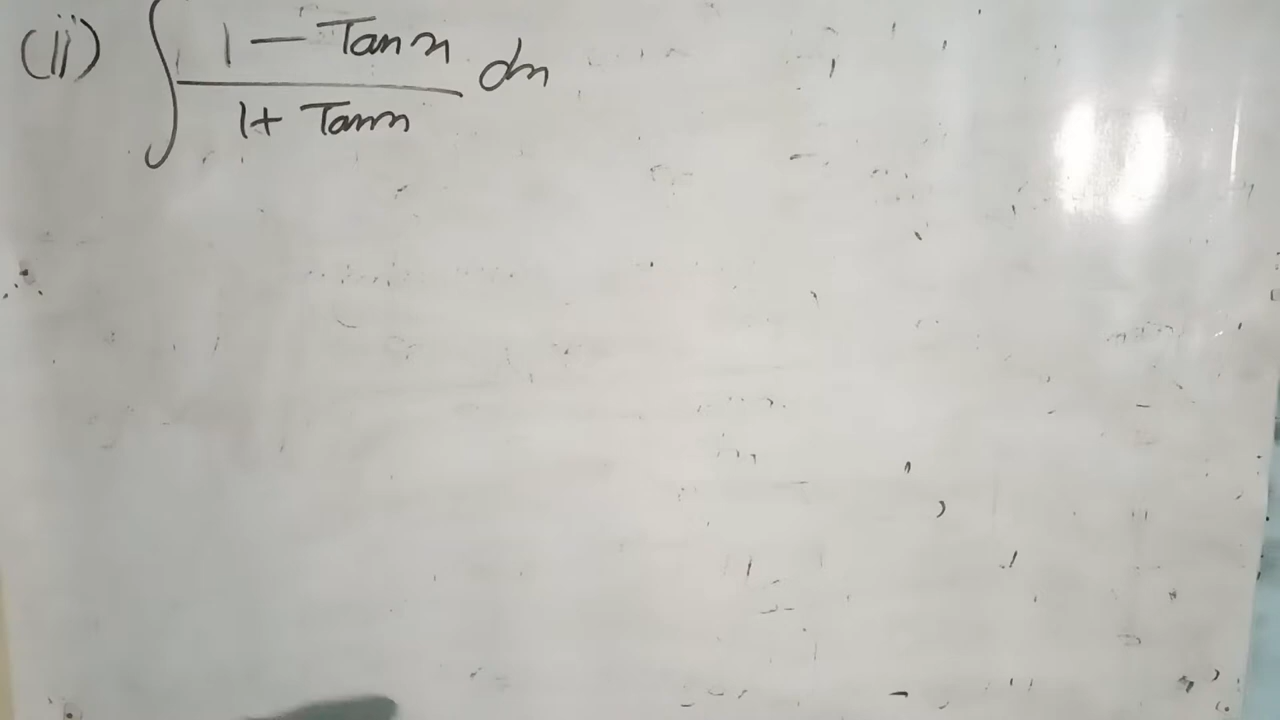 (ii) ∫ (1 - Tan x)/(1 + Tan x) dx